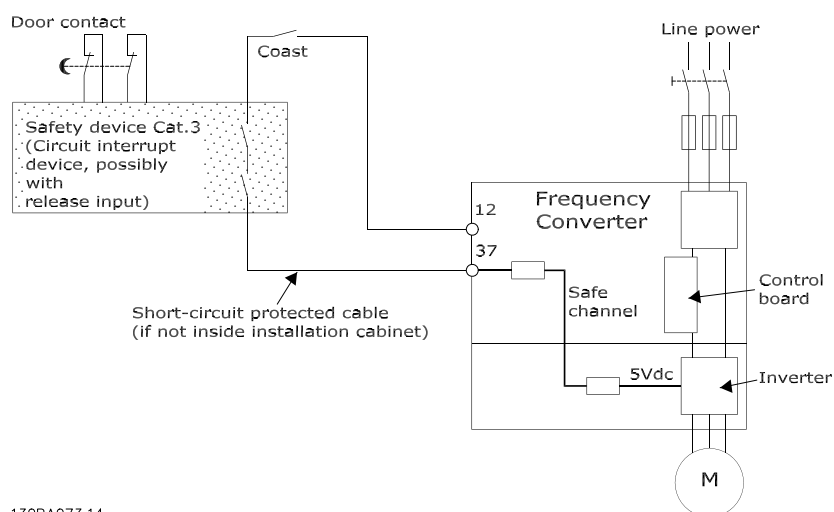 Door contact
Coast
Line power
Safety device Cat.3
(Circuit interrupt
device, possibly
with
release input)
12
37
Frequency
Converter
Safe
channel
Control
board
Short-circuit protected cable
(if not inside installation cabinet)
5Vdc
Inverter
M